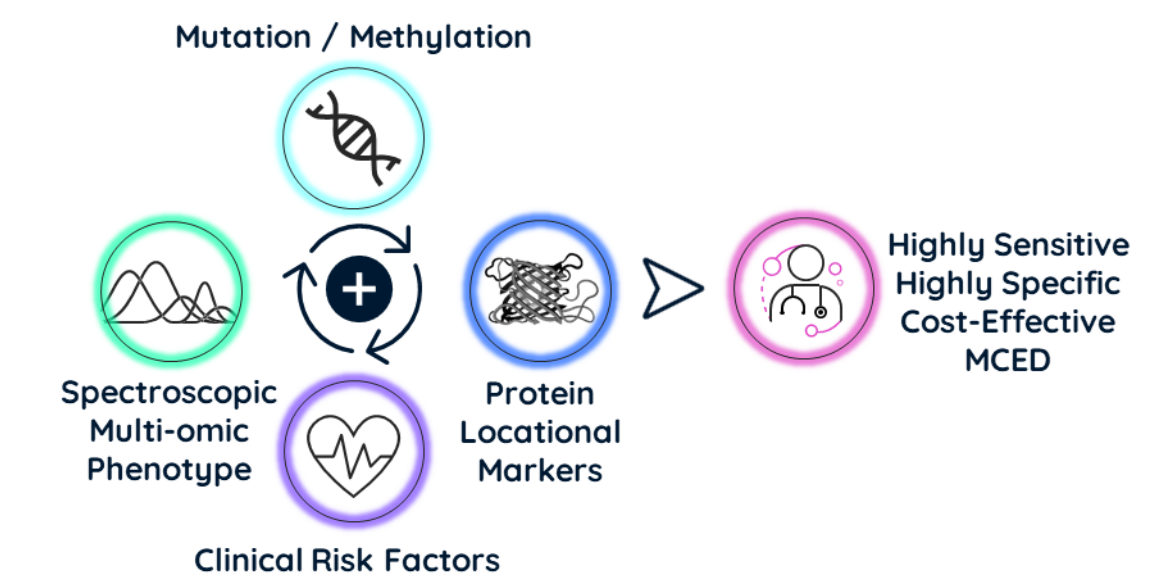 Mutation / Methylation
Spectroscopic
Multi-omic
Phenotype
Protein
Locational
Markers
Clinical Risk Factors
Highly Sensitive
Highly Specific
Cost-Effective
MCED